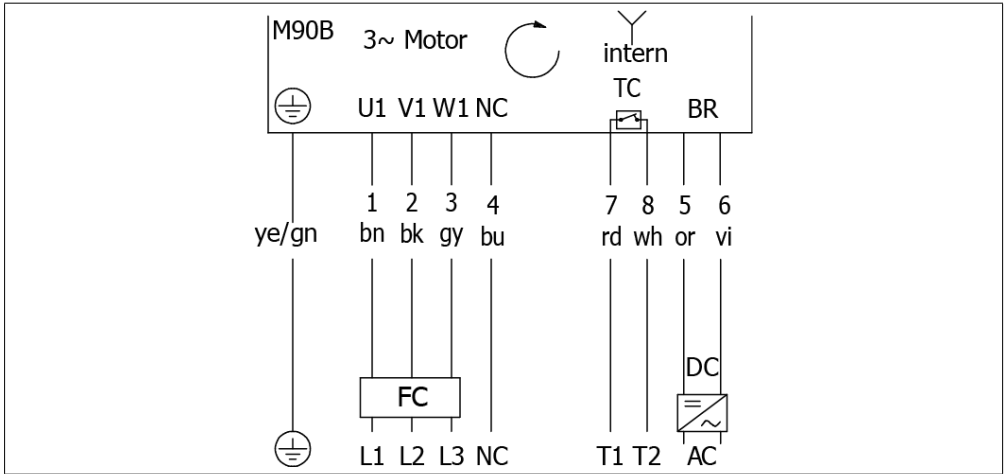 M90B
3~ Motor
intern
TC
U1 V1 W1 NC
BR
1 2 3 4 7 8 5 6
ye/gn bn bk gy bu rd wh or vi
DC
FC
L1 L2 L3 NC T1 T2 AC